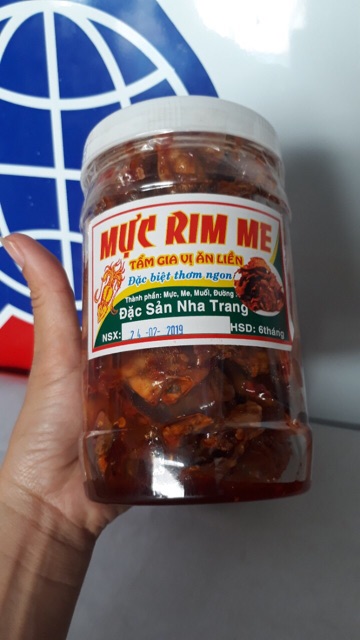 MỰC RIM ME
TẨM GIA VỊ ĂN LIỀN
Đặc biệt thơm ngon
Thành phần: Mực, Me, Muối, Đường
Đặc Sản Nha Trang
NSX: 24 -02- 2019 HSD: 6tháng